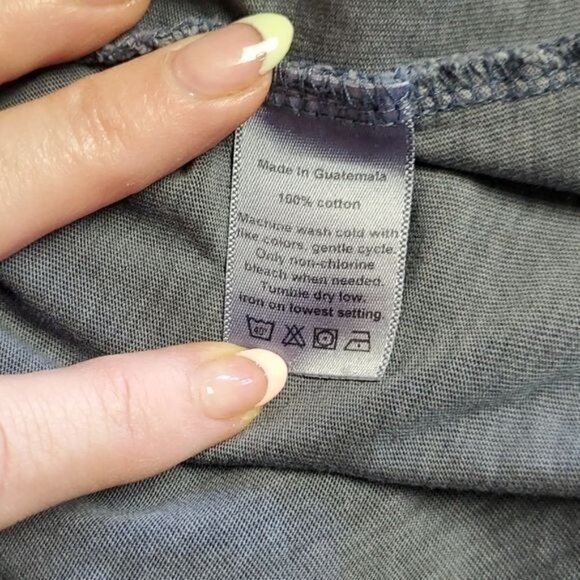 Made in Guatemala
100% cotton
Machine wash cold with
like colors, gentle cycle.
Only non-chlorine
bleach when needed.
Tumble dry low.
Iron on lowest setting.
40°